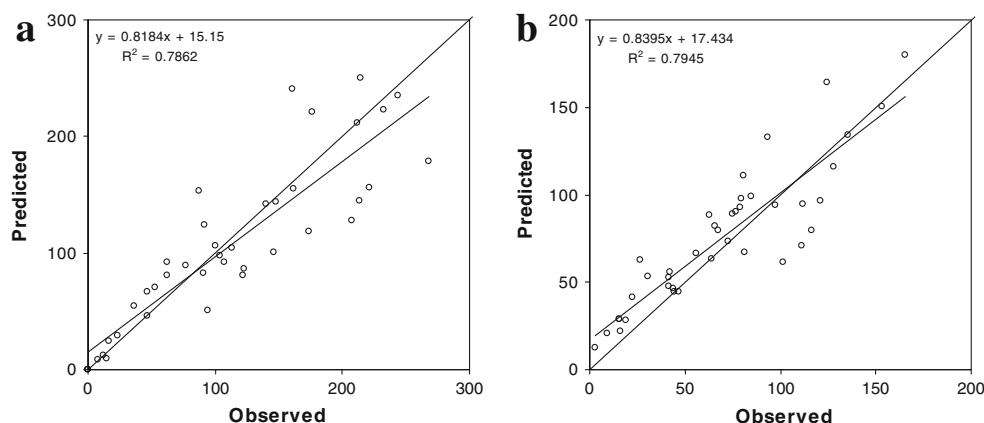 a
y = 0.8184x + 15.15
R² = 0.7862
300
200
100
0
Predicted
0 100 200 300
Observed
b
y = 0.8395x + 17.434
R² = 0.7945
200
150
100
50
0
Predicted
0 50 100 150 200
Observed